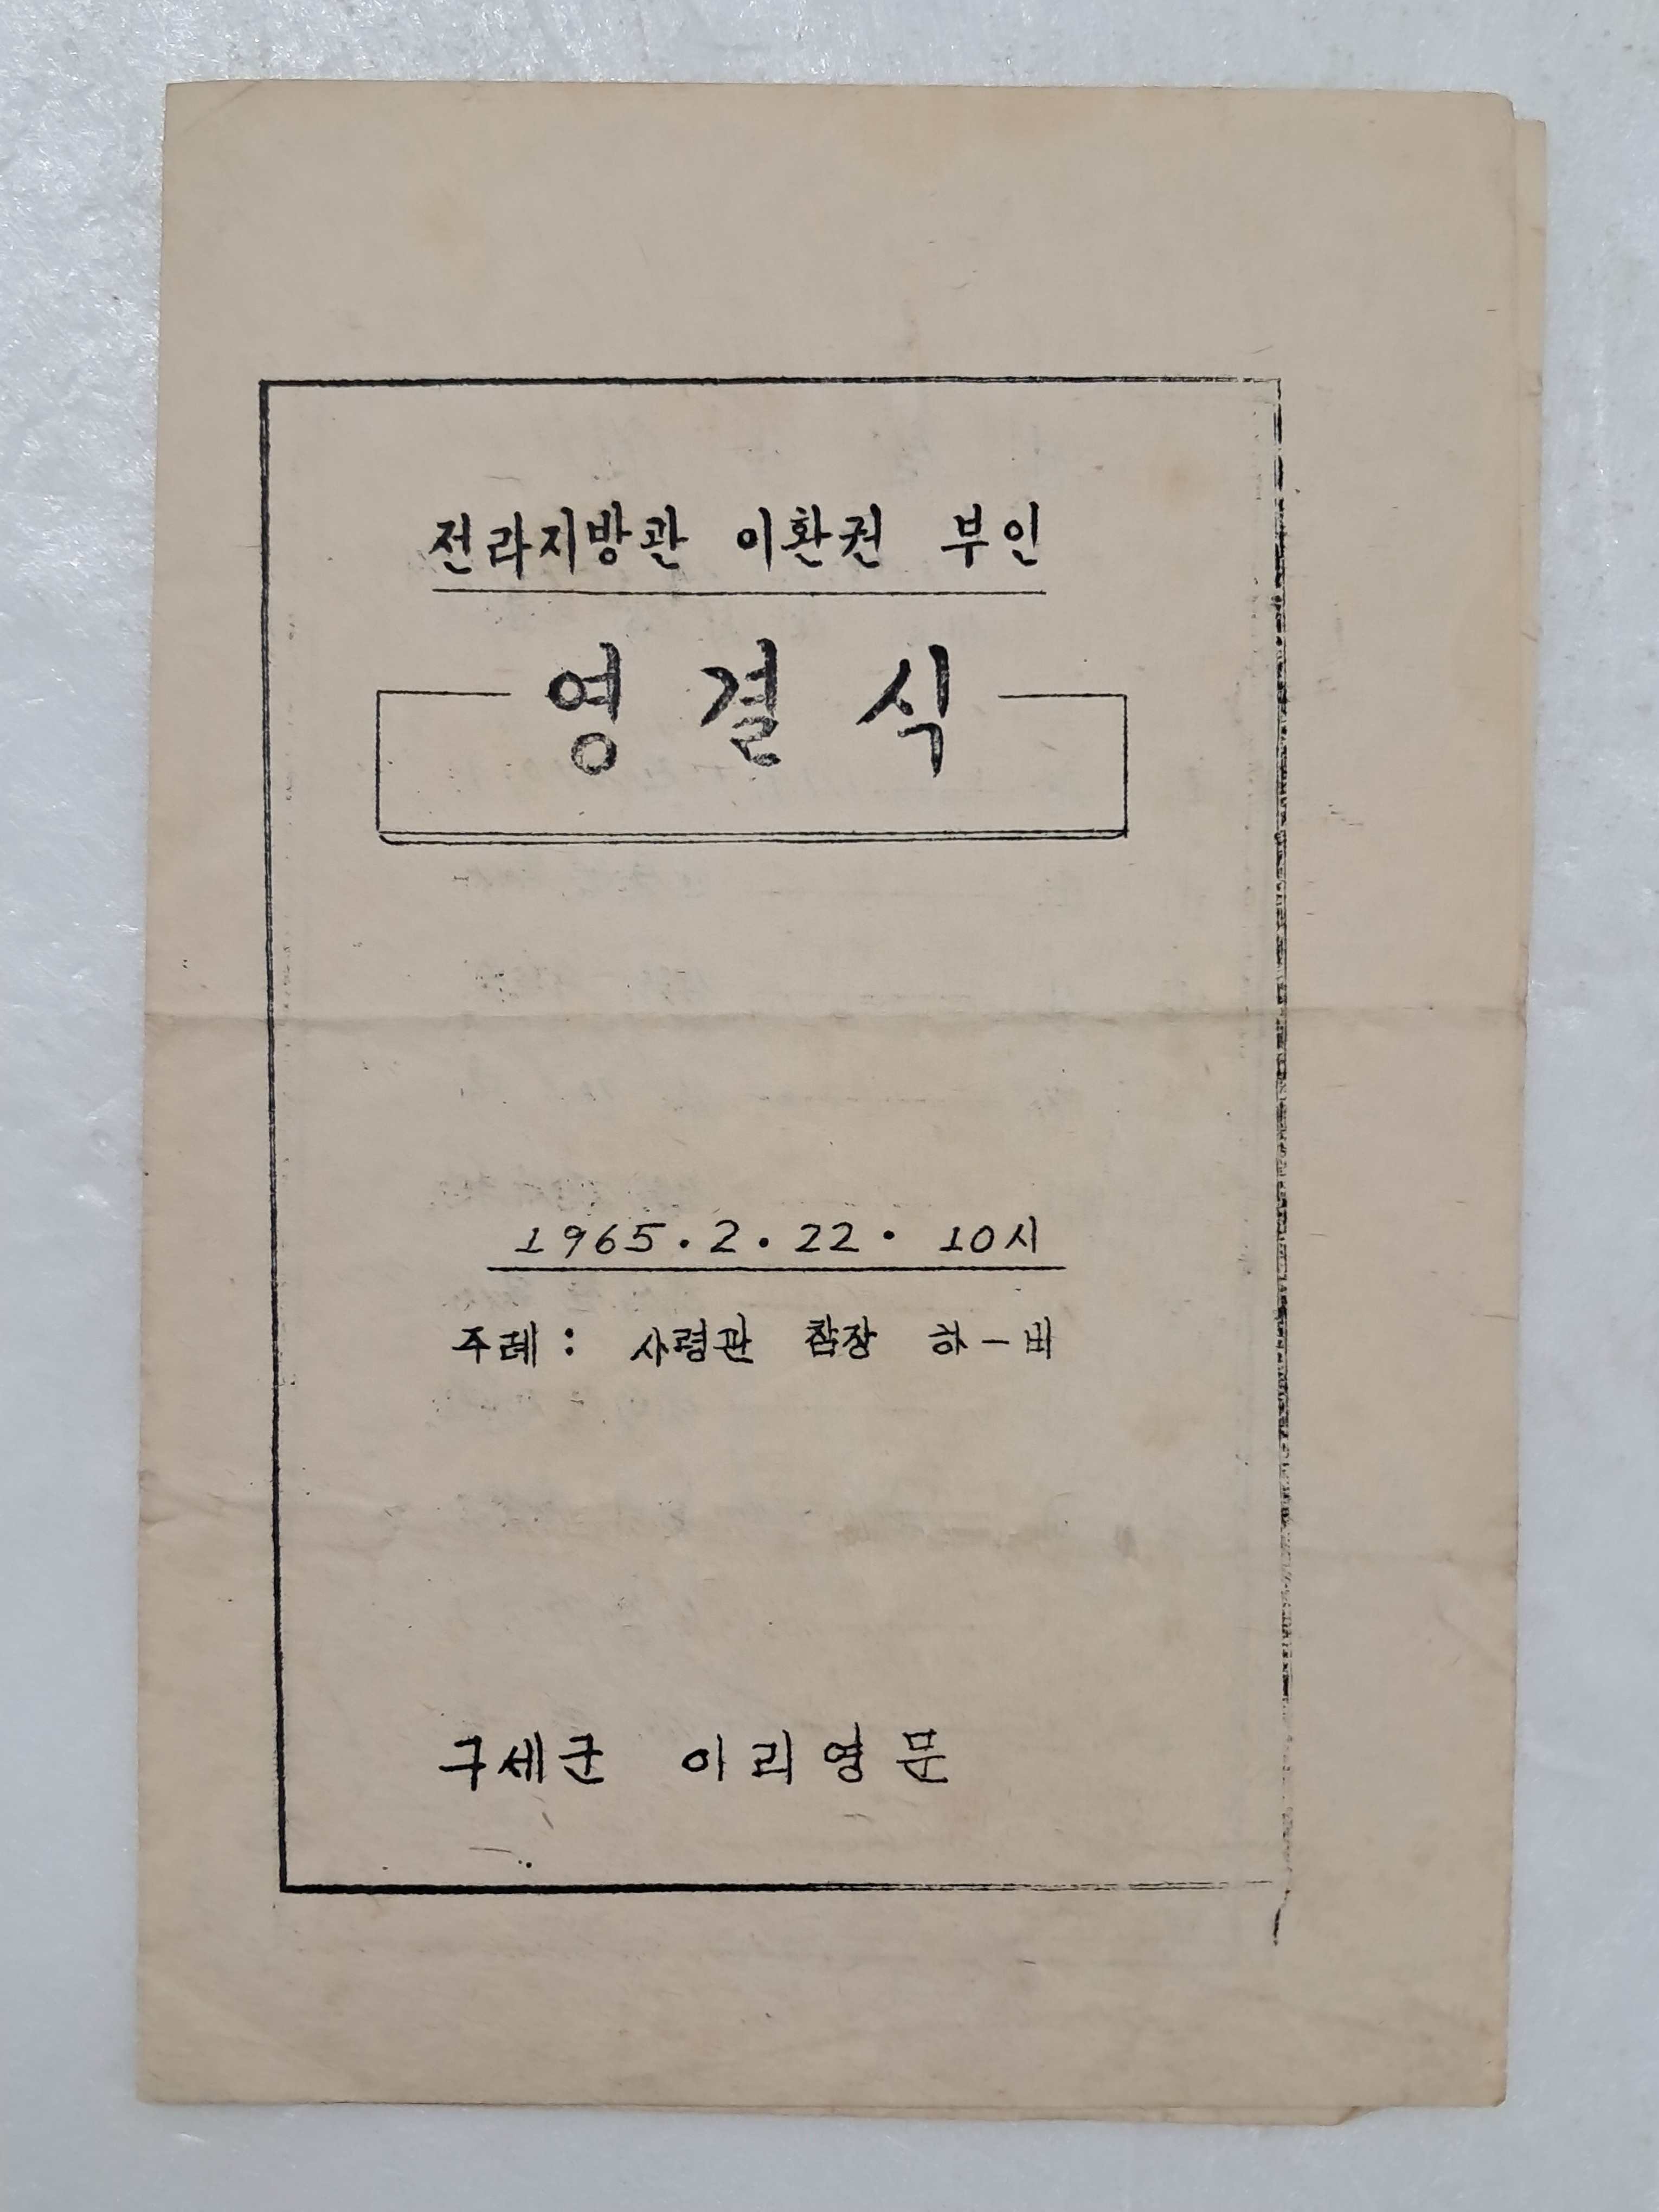 전라지방관 이환권 부인
영결식
1965. 2. 22. 10시
주례: 사령관 참장 하-비
구세군 이리영문